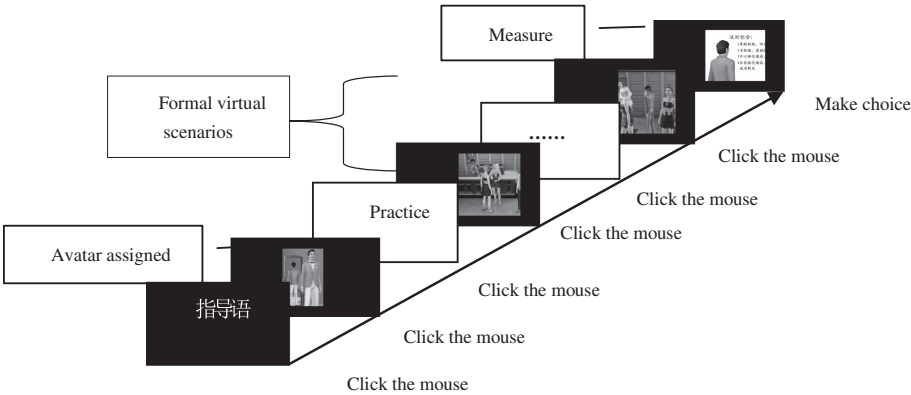 Measure
Formal virtual
scenarios
……
Make choice
Click the mouse
Click the mouse
Practice
Click the mouse
Avatar assigned
Click the mouse
指导语
Click the mouse
Click the mouse